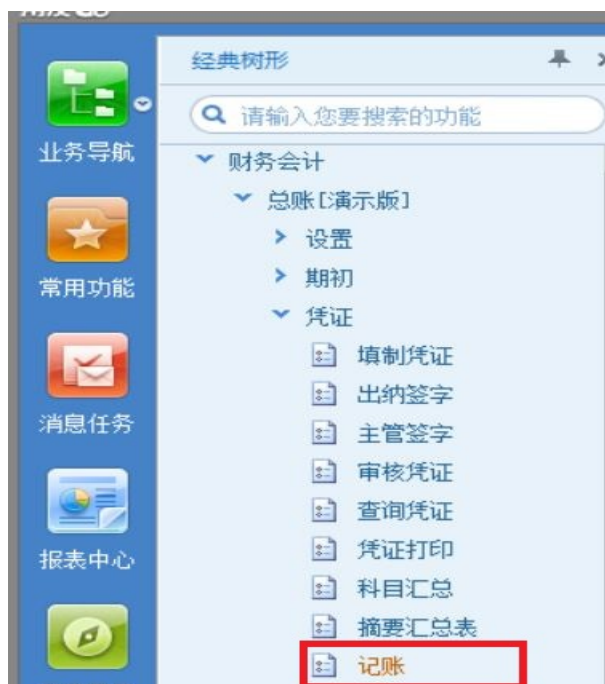 经典树形
请输入您要搜索的功能
业务导航
财务会计
总账[演示版]
设置
常用功能
期初
凭证
填制凭证
出纳签字
消息任务
主管签字
审核凭证
查询凭证
报表中心
凭证打印
科目汇总
摘要汇总表
记账